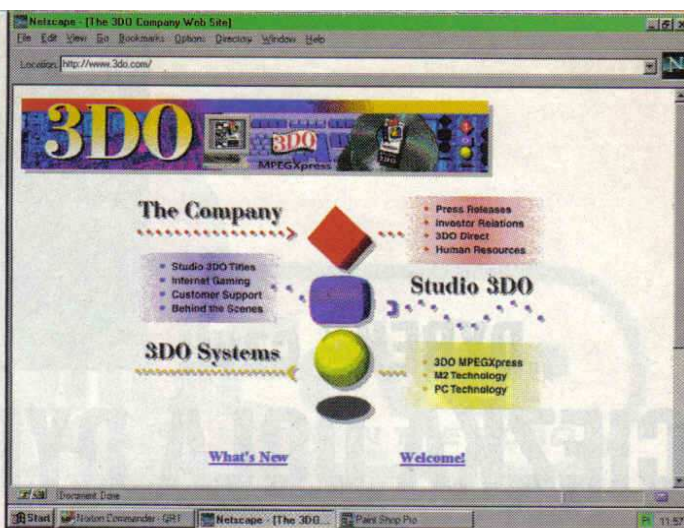 Netscape - [The 3DO Company Web Site]
File Edit View Go Bookmarks Options Directory Window Help
Location: http://www.3do.com/
N
3DO
3DO
MPEGXpress
The Company
Press Releases
Investor Relations
3DO Direct
Human Resources
Studio 3DO Titles
Internet Gaming
Customer Support
Behind the Scenes
Studio 3DO
3DO Systems
3DO MPEGXpress
M2 Technology
PC Technology
What's New
Welcome!
Document: Done
Start
Norton Commander - QRT
Netscape - [The 3DO...
Paint Shop Pro
Pl